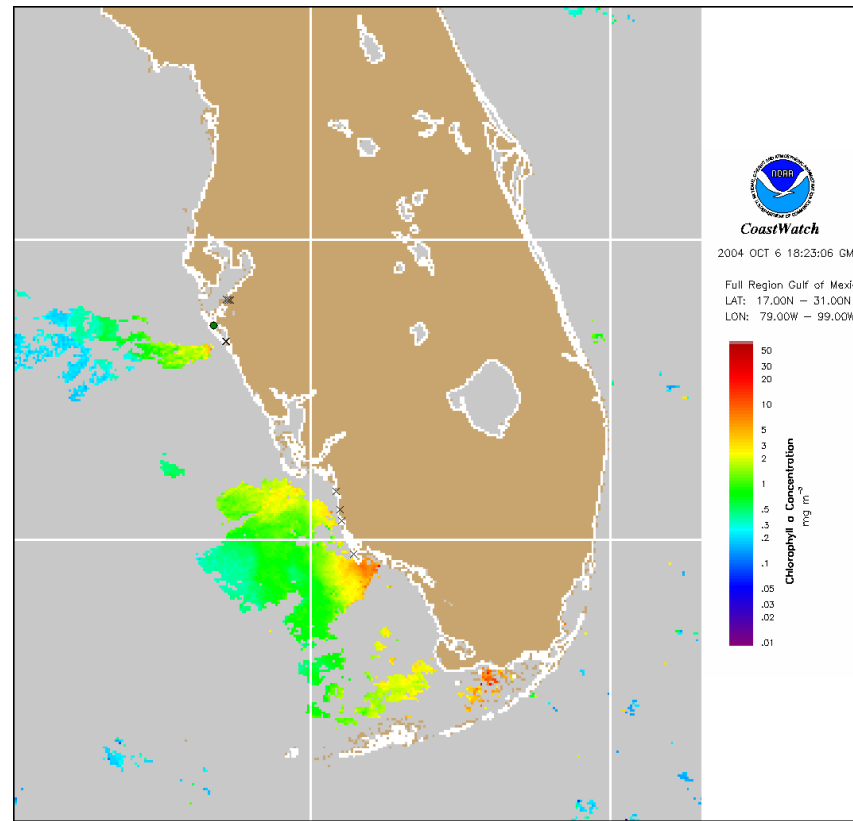 NOAA
CoastWatch
2004 OCT 6 18:23:06 GM
Full Region Gulf of Mexi
LAT: 17.00N – 31.00N
LON: 79.00W – 99.00W
50
30
20
10
5
3
2
1
.5
.3
.2
.1
.05
.03
.02
.01
Chlorophyll a Concentration
mg m⁻³